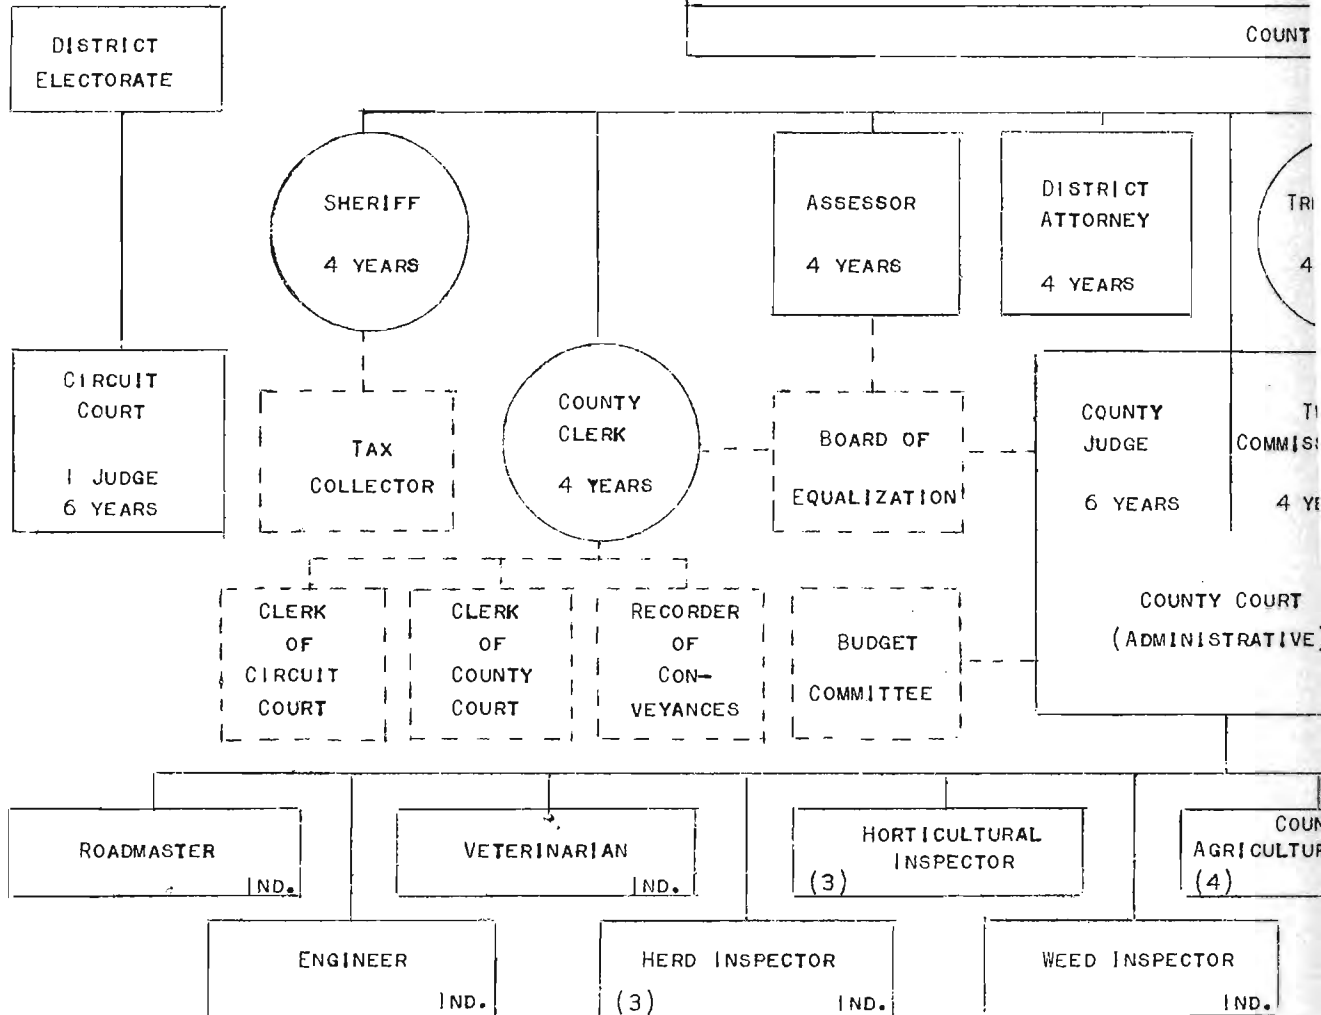 DISTRICT
ELECTORATE
SHERIFF
4 YEARS
ASSESSOR
4 YEARS
DISTRICT
ATTORNEY
4 YEARS
4
CIRCUIT
COURT
1 JUDGE
6 YEARS
TAX
COLLECTOR
COUNTY
CLERK
4 YEARS
BOARD OF
EQUALIZATION
COUNTY
JUDGE
6 YEARS
4
COUNTY COURT
(ADMINISTRATIVE)
CLERK
OF
CIRCUIT
COURT
CLERK
OF
COUNTY
COURT
RECORDER
OF
CON-
VEYANCES
BUDGET
COMMITTEE
ROADMASTER
IND.
VETERINARIAN
IND.
HORTICULTURAL
INSPECTOR
(3)
(4)
ENGINEER
IND.
HERD INSPECTOR
(3) IND.
WEED INSPECTOR
IND.